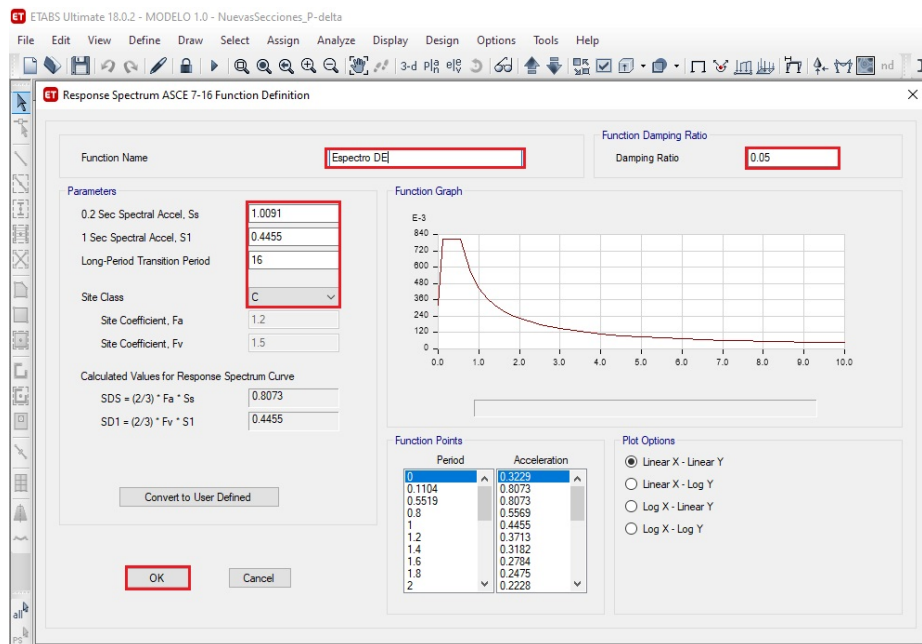 ET ETABS Ultimate 18.0.2 - MODELO 1.0 - NuevasSecciones_P-delta
File Edit View Define Draw Select Assign Analyze Display Design Options Tools Help
3-d nd
ET Response Spectrum ASCE 7-16 Function Definition
Function Name
Espectro DE
Function Damping Ratio
Damping Ratio
0.05
Parameters
0.2 Sec Spectral Accel, Ss 1.0091
1 Sec Spectral Accel, S1 0.4455
Long-Period Transition Period 16
Site Class C
Site Coefficient, Fa 1.2
Site Coefficient, Fv 1.5
Calculated Values for Response Spectrum Curve
SDS = (2/3) * Fa * Ss 0.8073
SD1 = (2/3) * Fv * S1 0.4455
Convert to User Defined
OK Cancel
Function Graph
E-3
840
720
600
480
360
240
120
0
0.0 1.0 2.0 3.0 4.0 5.0 6.0 7.0 8.0 9.0 10.0
Function Points
Period Acceleration
0 0.3229
0.1104 0.8073
0.5519 0.8073
0.8 0.5569
1 0.4455
1.2 0.3713
1.4 0.3182
1.6 0.2784
1.8 0.2475
2 0.2228
Plot Options
Linear X - Linear Y
Linear X - Log Y
Log X - Linear Y
Log X - Log Y
all
PS